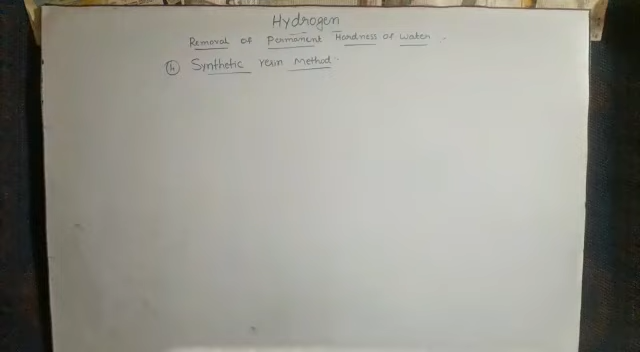 Hydrogen
Removal of Permanent Hardness of water -
④ Synthetic resin Method.